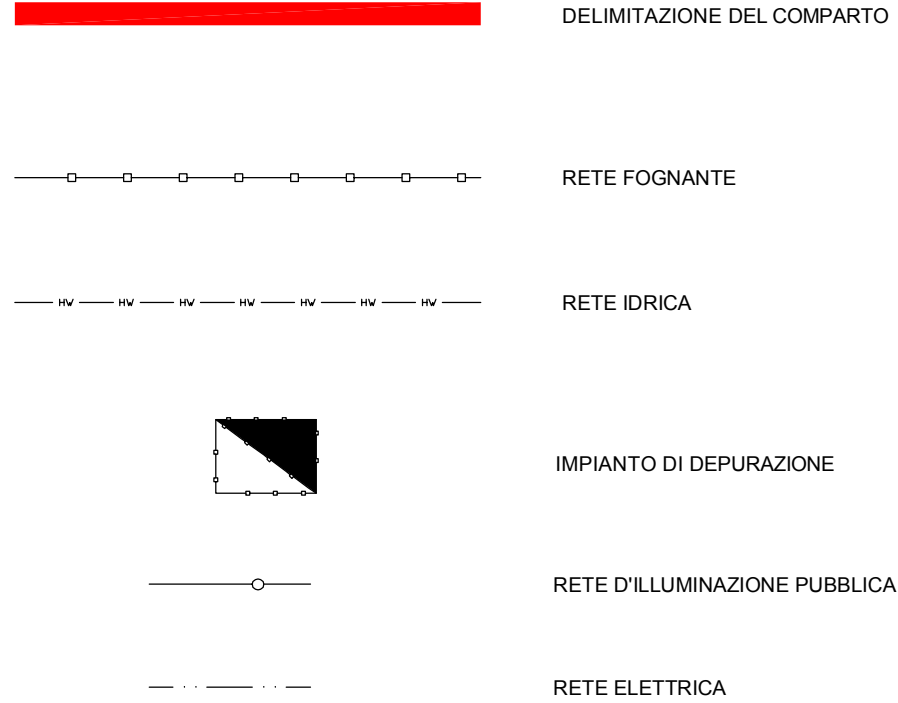 DELIMITAZIONE DEL COMPARTO
RETE FOGNANTE
HW HW HW HW HW HW HW RETE IDRICA
IMPIANTO DI DEPURAZIONE
RETE D'ILLUMINAZIONE PUBBLICA
RETE ELETTRICA